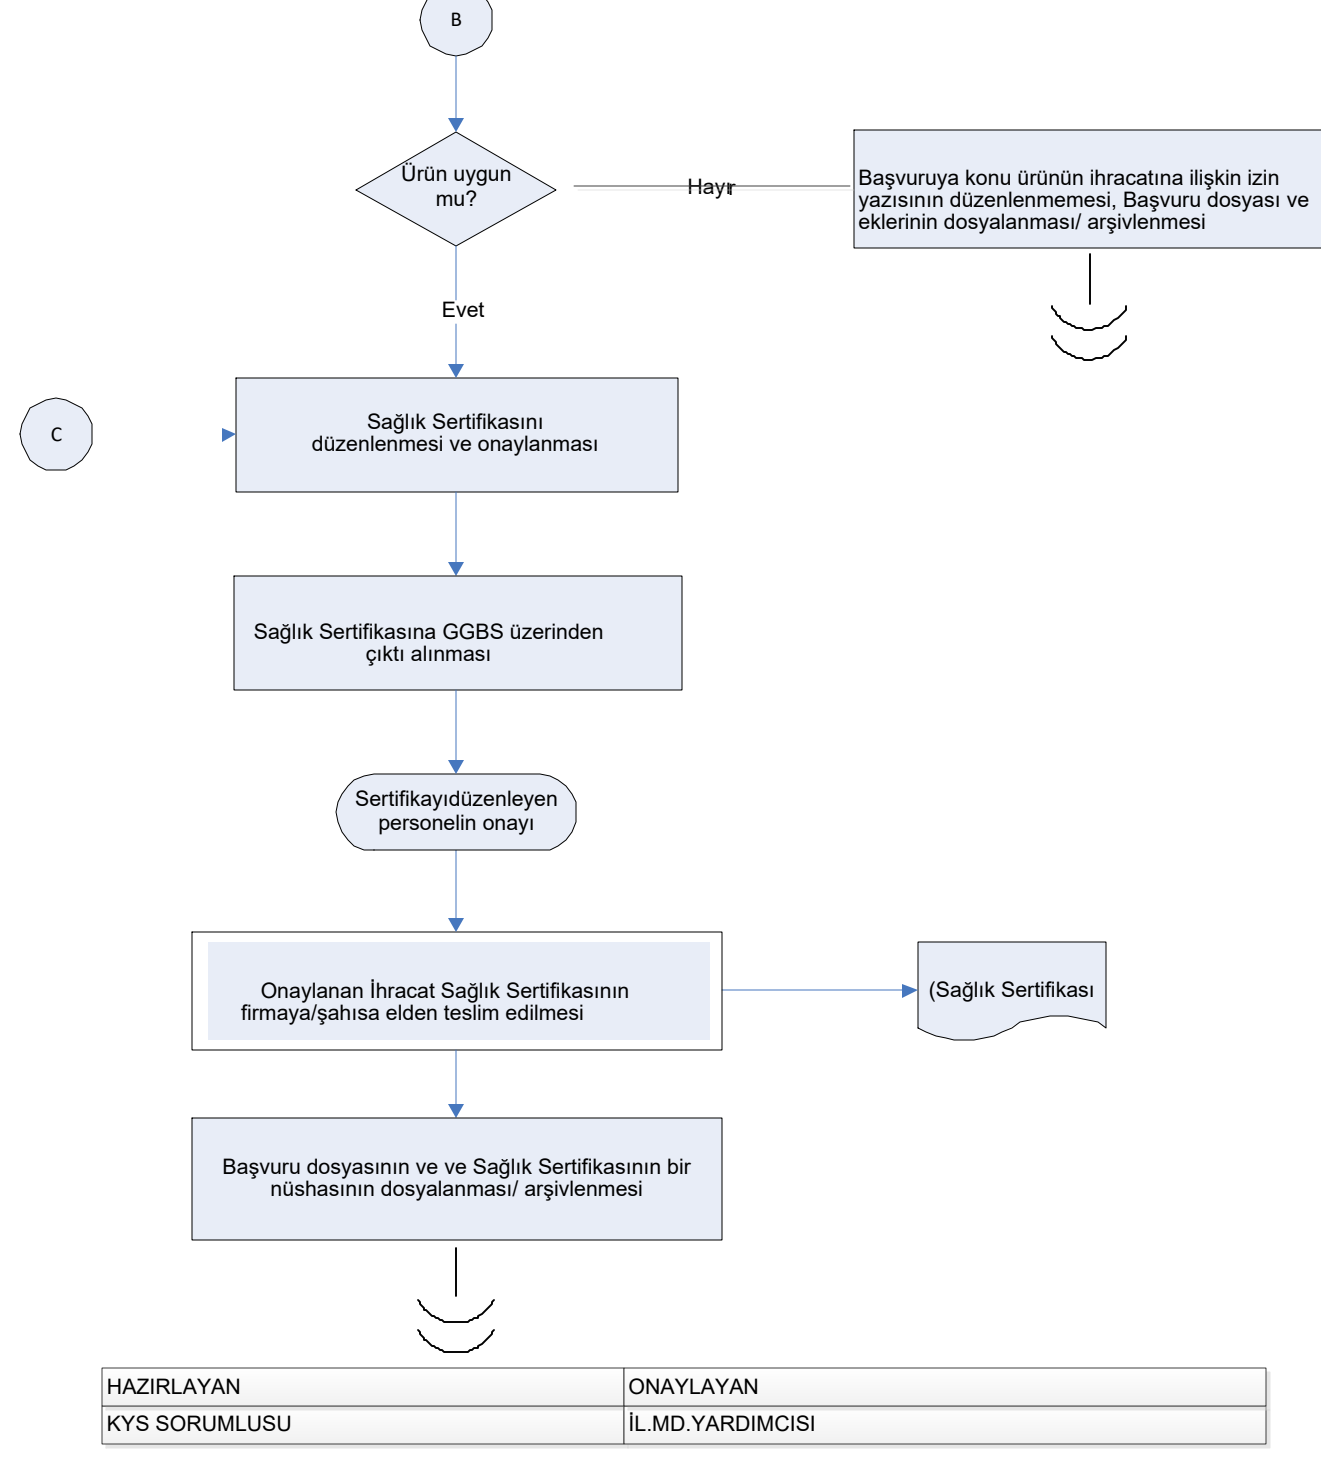 B
Ürün uygun
mu?
Hayır
Başvuruya konu ürünün ihracatına ilişkin izin
yazısının düzenlenmemesi, Başvuru dosyası ve
eklerinin dosyalanması/ arşivlenmesi
Evet
C
Sağlık Sertifikasını
düzenlenmesi ve onaylanması
Sağlık Sertifikasına GGBS üzerinden
çıktı alınması
Sertifikayıdüzenleyen
personelin onayı
Onaylanan İhracat Sağlık Sertifikasının
firmaya/şahısa elden teslim edilmesi
(Sağlık Sertifikası
Başvuru dosyasının ve ve Sağlık Sertifikasının bir
nüshasının dosyalanması/ arşivlenmesi
HAZIRLAYAN
ONAYLAYAN
KYS SORUMLUSU
İL.MD.YARDIMCISI